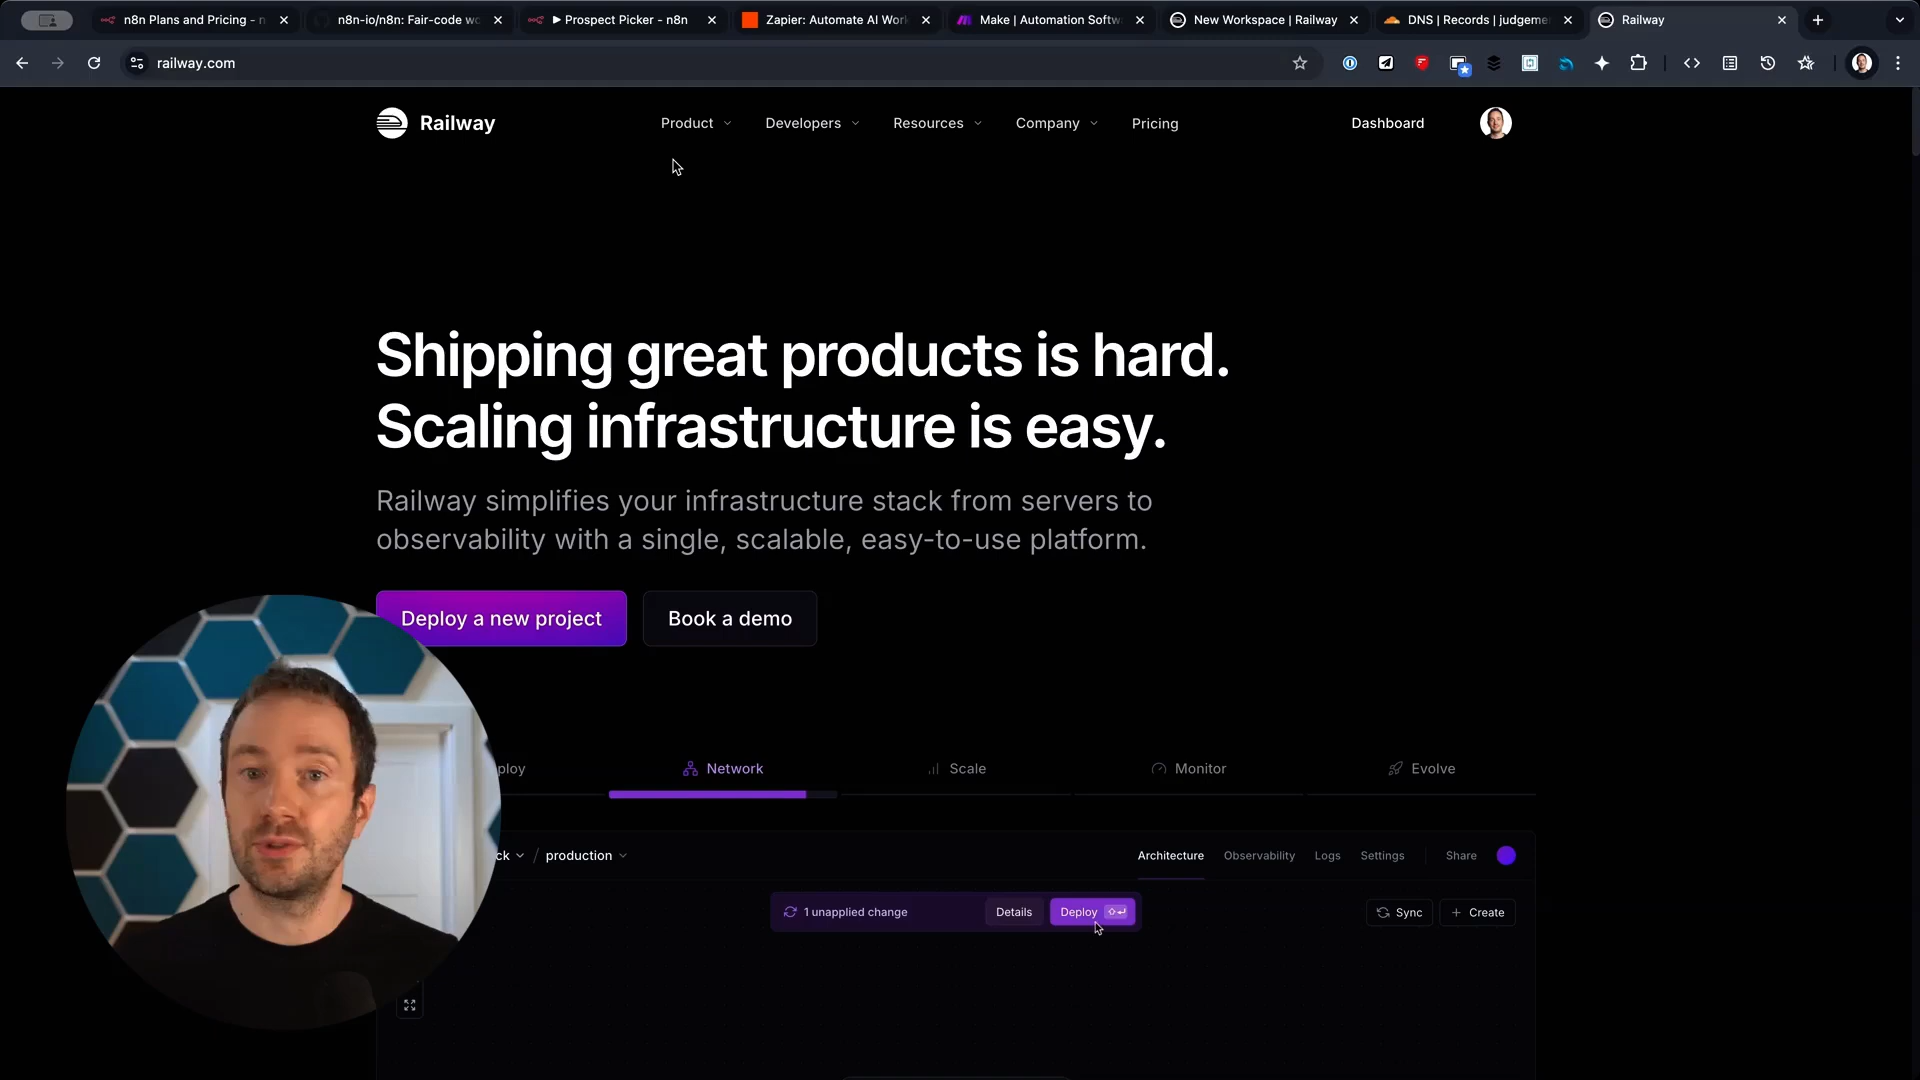 n8n Plans and Pricing - n
n8n-io/n8n: Fair-code wo
▶ Prospect Picker - n8n
Zapier: Automate AI Work
Make | Automation Softw
New Workspace | Railway
DNS | Records | judgeme
Railway
railway.com
Railway
Product
Developers
Resources
Company
Pricing
Dashboard
Shipping great products is hard.
Scaling infrastructure is easy.
Railway simplifies your infrastructure stack from servers to
observability with a single, scalable, easy-to-use platform.
Deploy a new project
Book a demo
ploy
Network
Scale
Monitor
Evolve
ck / production
Architecture
Observability
Logs
Settings
Share
1 unapplied change
Details
Deploy
Sync
+ Create